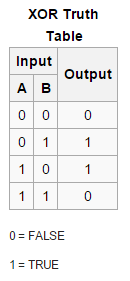 XOR Truth
Table
Input Output
A B
0 0 0
0 1 1
1 0 1
1 1 0
0 = FALSE
1 = TRUE